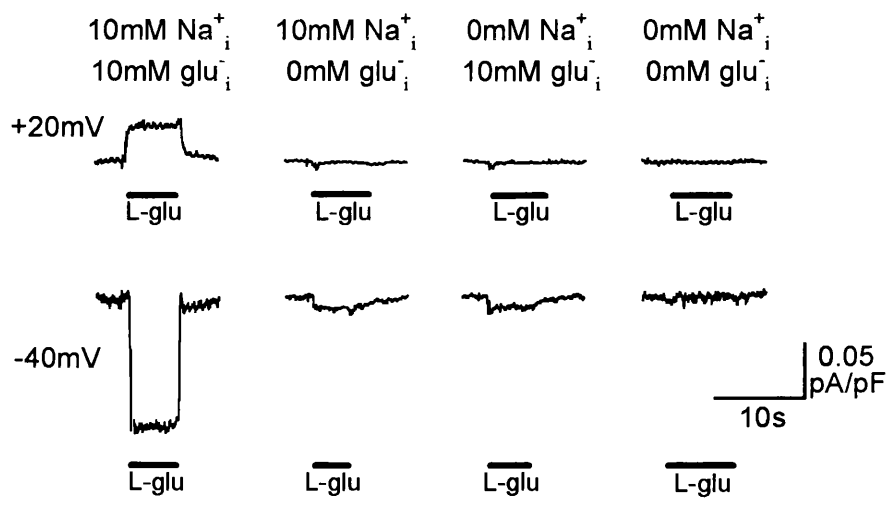 10mM Na⁺ᵢ 10mM Na⁺ᵢ 0mM Na⁺ᵢ 0mM Na⁺ᵢ
10mM glu⁻ᵢ 0mM glu⁻ᵢ 10mM glu⁻ᵢ 0mM glu⁻ᵢ
+20mV
L-glu L-glu L-glu L-glu
-40mV
0.05
pA/pF
10s
L-glu L-glu L-glu L-glu